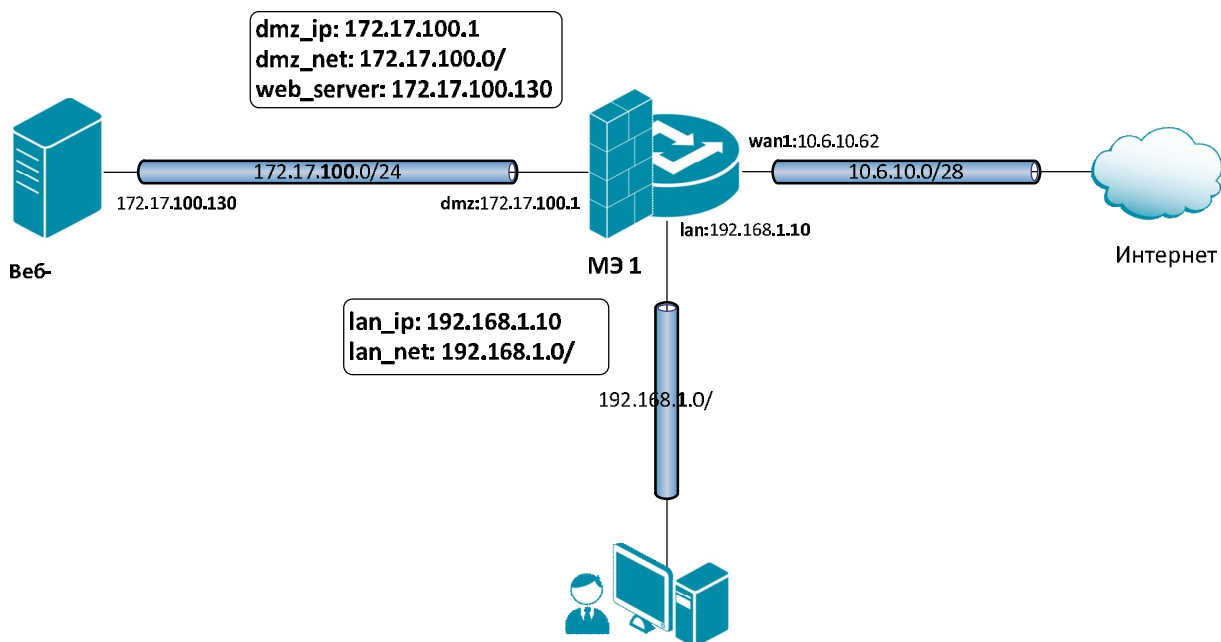 dmz_ip: 172.17.100.1
dmz_net: 172.17.100.0/
web_server: 172.17.100.130
wan1:10.6.10.62
172.17.100.0/24
10.6.10.0/28
172.17.100.130
dmz:172.17.100.1
lan:192.168.1.10
Веб-
МЭ 1
Интернет
lan_ip: 192.168.1.10
lan_net: 192.168.1.0/
192.168.1.0/